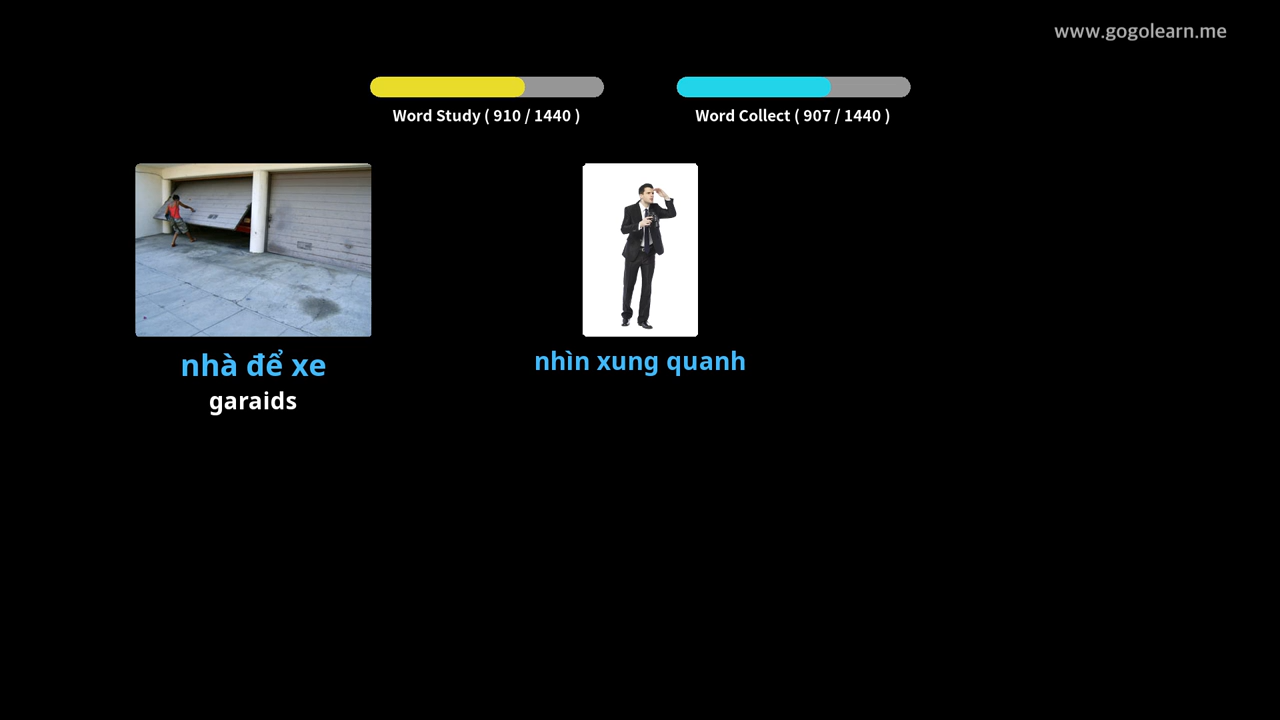 www.gogolearn.me
Word Study ( 910 / 1440 )
Word Collect ( 907 / 1440 )
nhà để xe
garaids
nhìn xung quanh